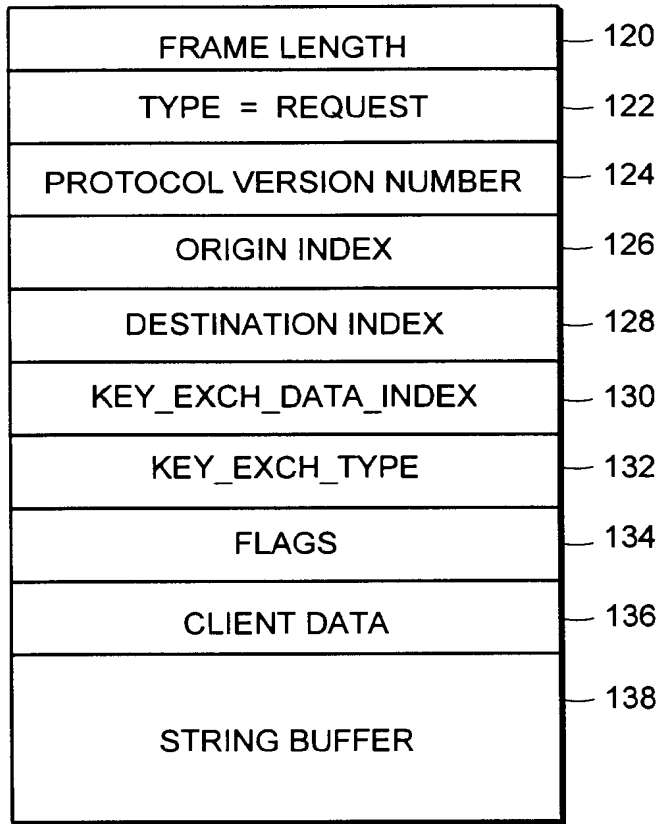 FRAME LENGTH 120
TYPE = REQUEST 122
PROTOCOL VERSION NUMBER 124
ORIGIN INDEX 126
DESTINATION INDEX 128
KEY_EXCH_DATA_INDEX 130
KEY_EXCH_TYPE 132
FLAGS 134
CLIENT DATA 136
STRING BUFFER 138